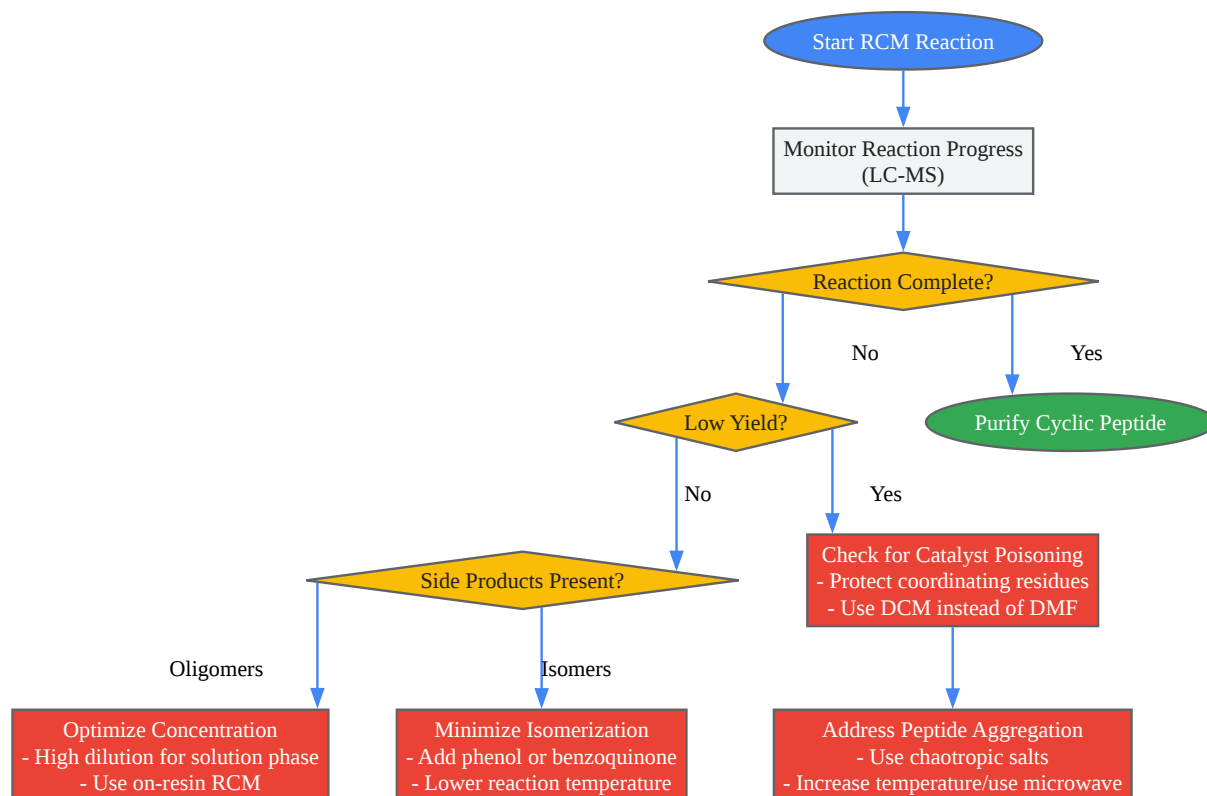 Start RCM Reaction
Monitor Reaction Progress
(LC-MS)
Reaction Complete?
No
Yes
Low Yield?
Purify Cyclic Peptide
No
Yes
Check for Catalyst Poisoning
- Protect coordinating residues
- Use DCM instead of DMF
Side Products Present?
Oligomers
Isomers
Optimize Concentration
- High dilution for solution phase
- Use on-resin RCM
Minimize Isomerization
- Add phenol or benzoquinone
- Lower reaction temperature
Address Peptide Aggregation
- Use chaotropic salts
- Increase temperature/use microwave